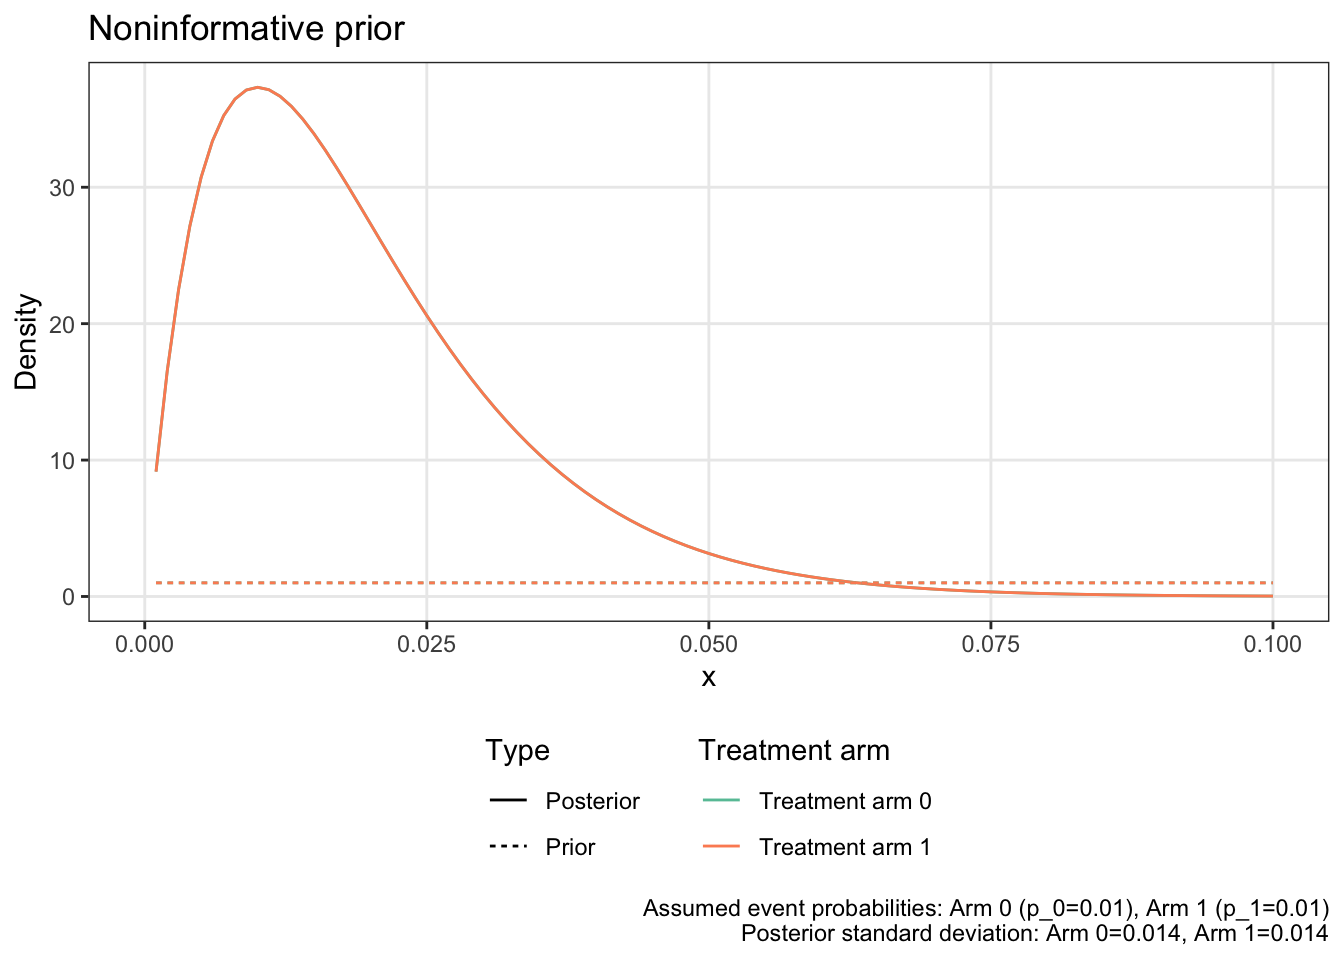 Noninformative prior
Density
30
20
10
0
0.000 0.025 0.050 0.075 0.100
x
Type Treatment arm
Posterior Treatment arm 0
Prior Treatment arm 1
Assumed event probabilities: Arm 0 (p_0=0.01), Arm 1 (p_1=0.01)
Posterior standard deviation: Arm 0=0.014, Arm 1=0.014